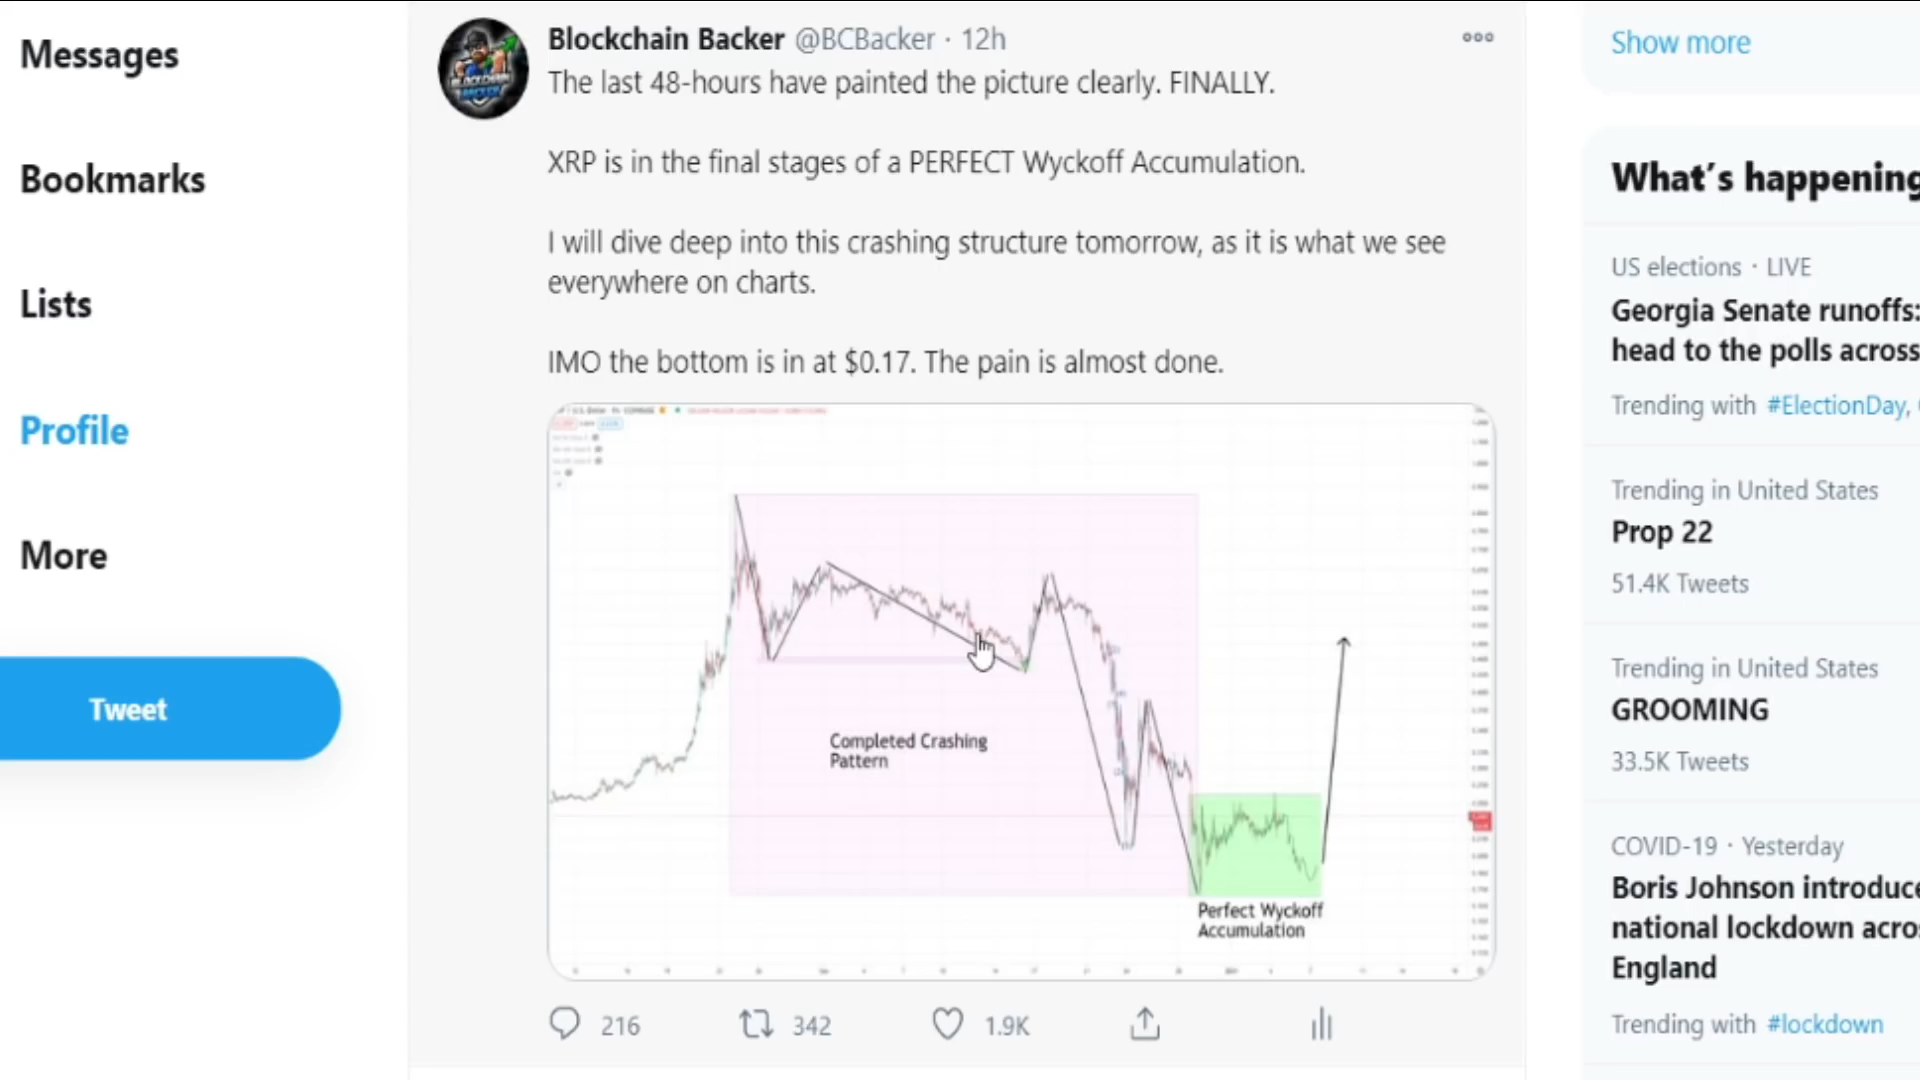 Messages
Bookmarks
Lists
Profile
More
Tweet
Blockchain Backer @BCBacker · 12h
The last 48-hours have painted the picture clearly. FINALLY.
XRP is in the final stages of a PERFECT Wyckoff Accumulation.
I will dive deep into this crashing structure tomorrow, as it is what we see
everywhere on charts.
IMO the bottom is in at $0.17. The pain is almost done.
Completed Crashing
Pattern
Perfect Wyckoff
Accumulation
216
342
1.9K
Show more
What's happening
US elections · LIVE
Georgia Senate runoffs:
head to the polls across
Trending with #ElectionDay,
Trending in United States
Prop 22
51.4K Tweets
Trending in United States
GROOMING
33.5K Tweets
COVID-19 · Yesterday
Boris Johnson introduce
national lockdown acro
England
Trending with #lockdown